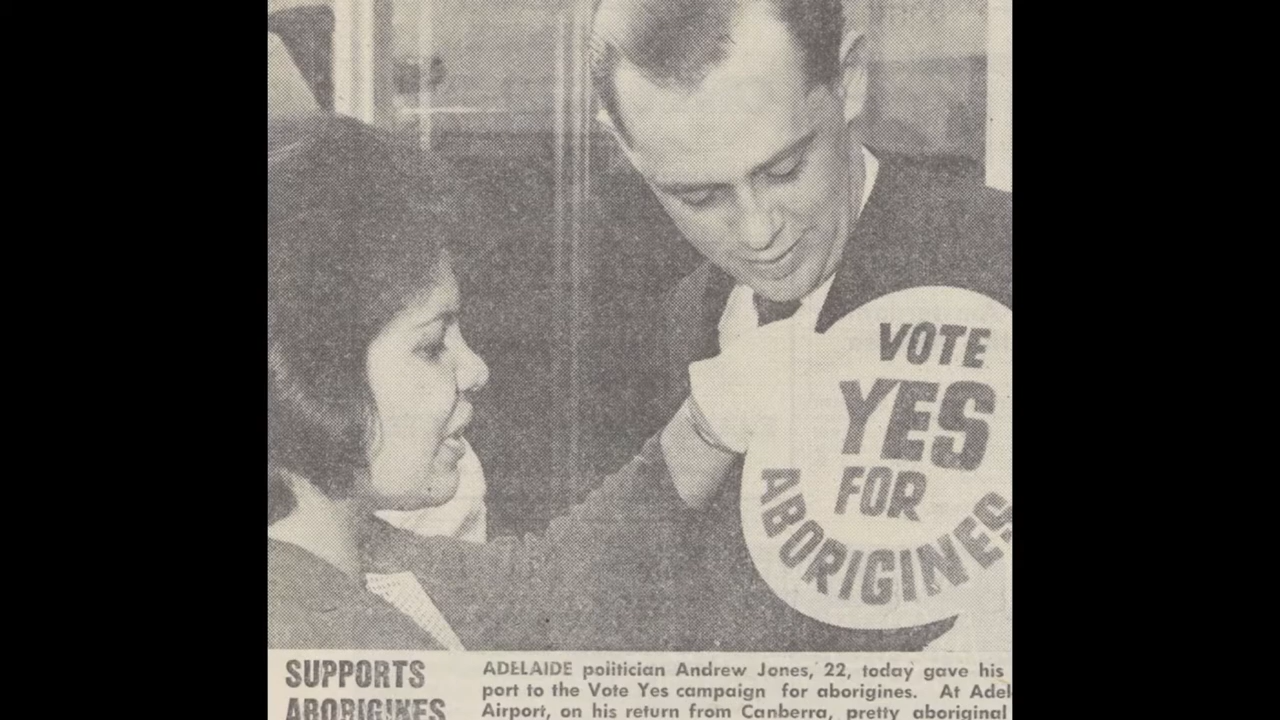 VOTE
YES
FOR
ABORIGINES
SUPPORTS
ABORIGINES
ADELAIDE politician Andrew Jones, 22, today gave his
port to the Vote Yes campaign for aborigines. At Adel
Airport, on his return from Canberra, pretty aboriginal